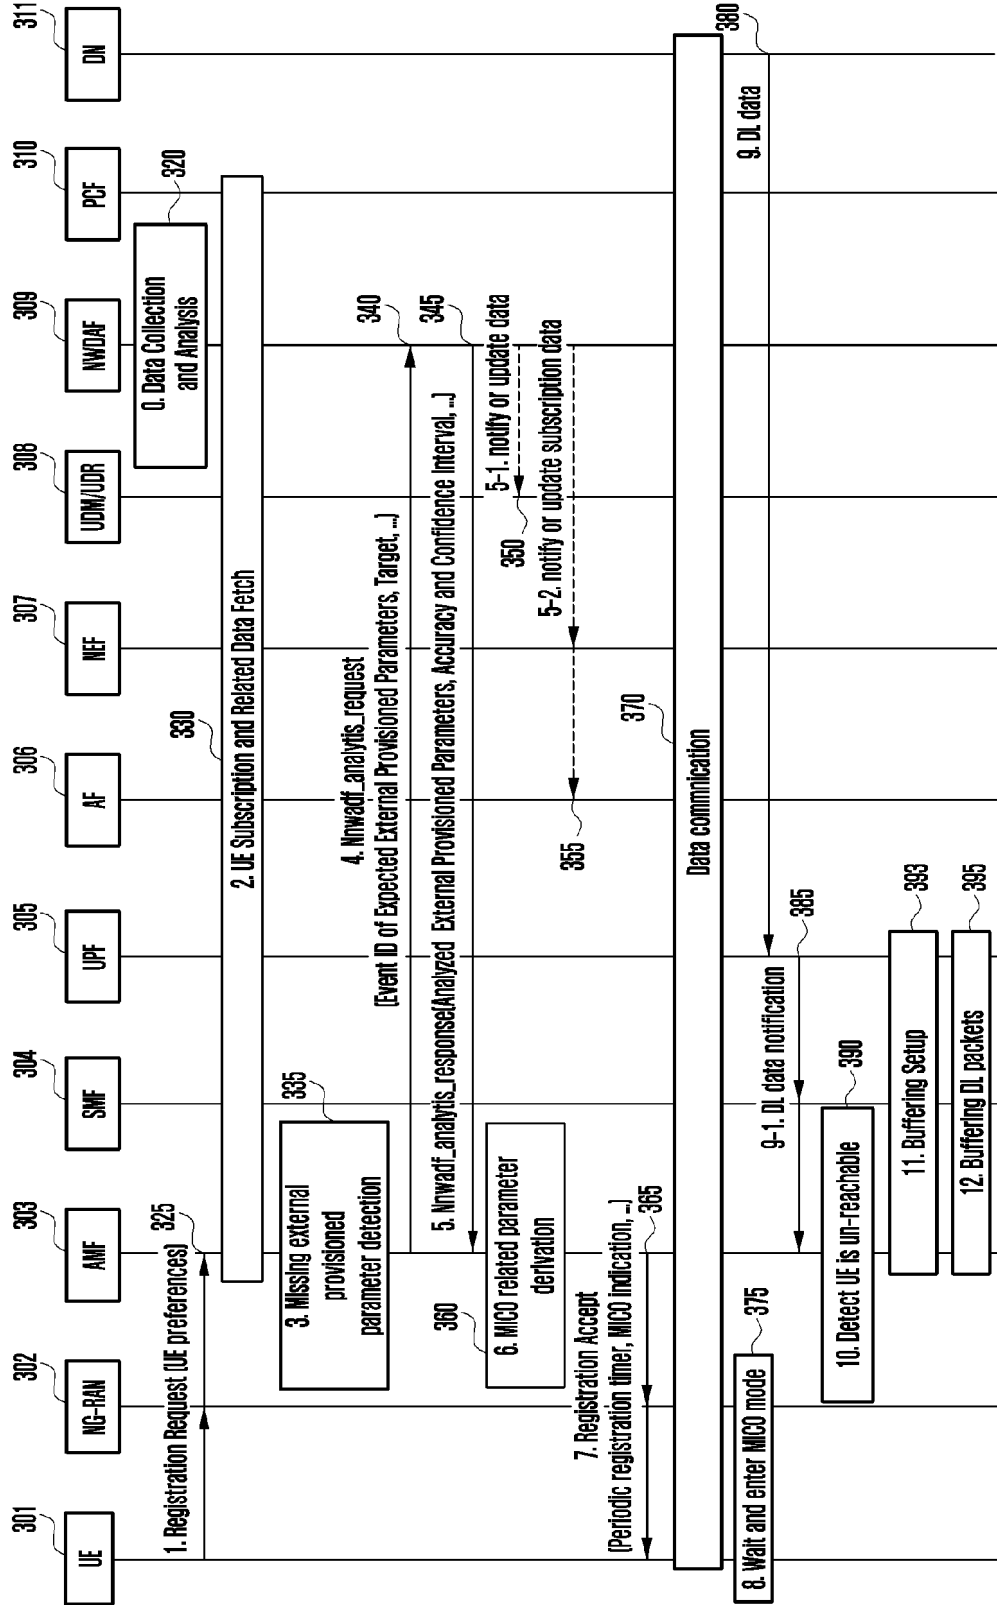 301
302
303
304
305
306
307
308
309
310
311
UE
NG-RAN
AMF
SMF
UPF
AF
NEF
UDM/UDR
NWDAF
PCF
DN
0. Data Collection
and Analysis
320
1. Registration Request (UE preferences)
325
330
2. UE Subscription and Related Data Fetch
3. Missing external
provisioned
parameter detection
335
4. Nnwadf_analytis_request
(Event ID of Expected External Provisioned Parameters, Target, ...)
340
5. Nnwadf_analytis_response(Analyzed External Provisioned Parameters, Accuracy and Confidence Interval, ...)
345
5-1. notify or update data
350
5-2. notify or update subscription data
355
360
6. MICO related parameter
derivation
7. Registration Accept
(Periodic registration timer, MICO indication, ...)
365
370
Data commnication
8. Wait and enter MICO mode
375
9. DL data
380
9-1. DL data notification
385
10. Detect UE is un-reachable
390
11. Buffering Setup
393
12. Buffering DL packets
395